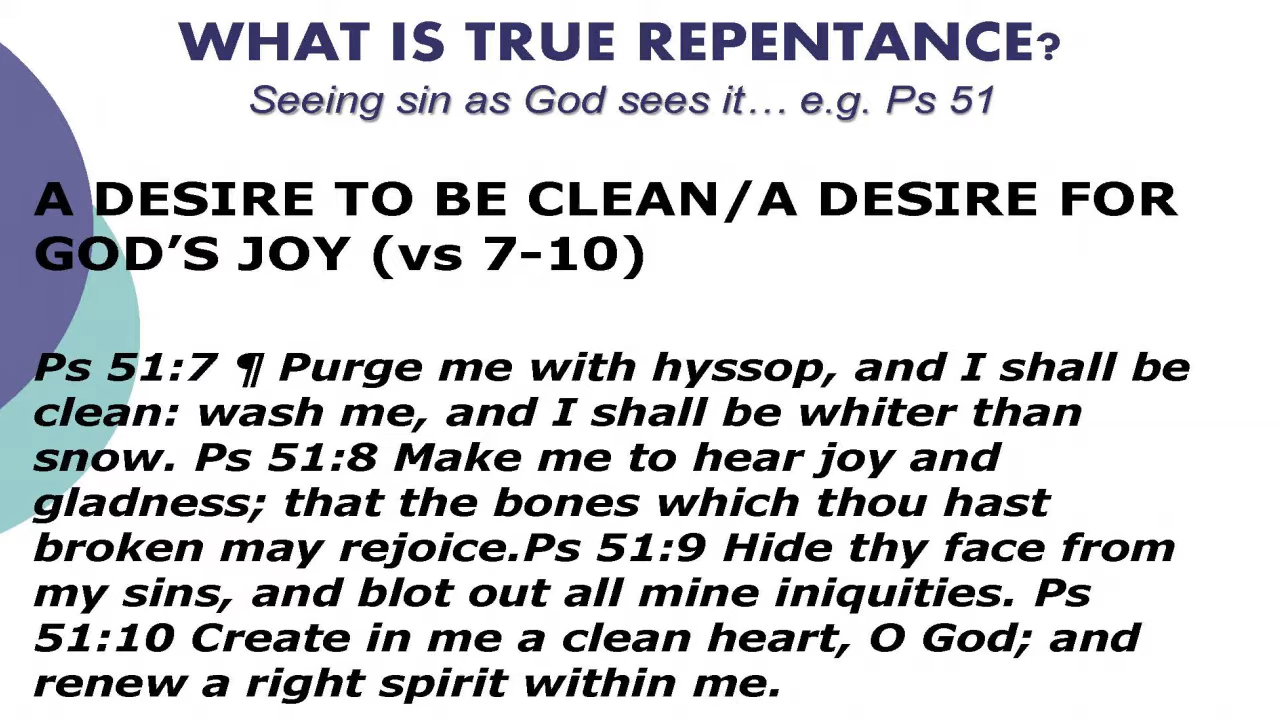 WHAT IS TRUE REPENTANCE?
Seeing sin as God sees it… e.g. Ps 51
A DESIRE TO BE CLEAN/A DESIRE FOR
GOD’S JOY (vs 7-10)
Ps 51:7 ¶ Purge me with hyssop, and I shall be
clean: wash me, and I shall be whiter than
snow. Ps 51:8 Make me to hear joy and
gladness; that the bones which thou hast
broken may rejoice.Ps 51:9 Hide thy face from
my sins, and blot out all mine iniquities. Ps
51:10 Create in me a clean heart, O God; and
renew a right spirit within me.